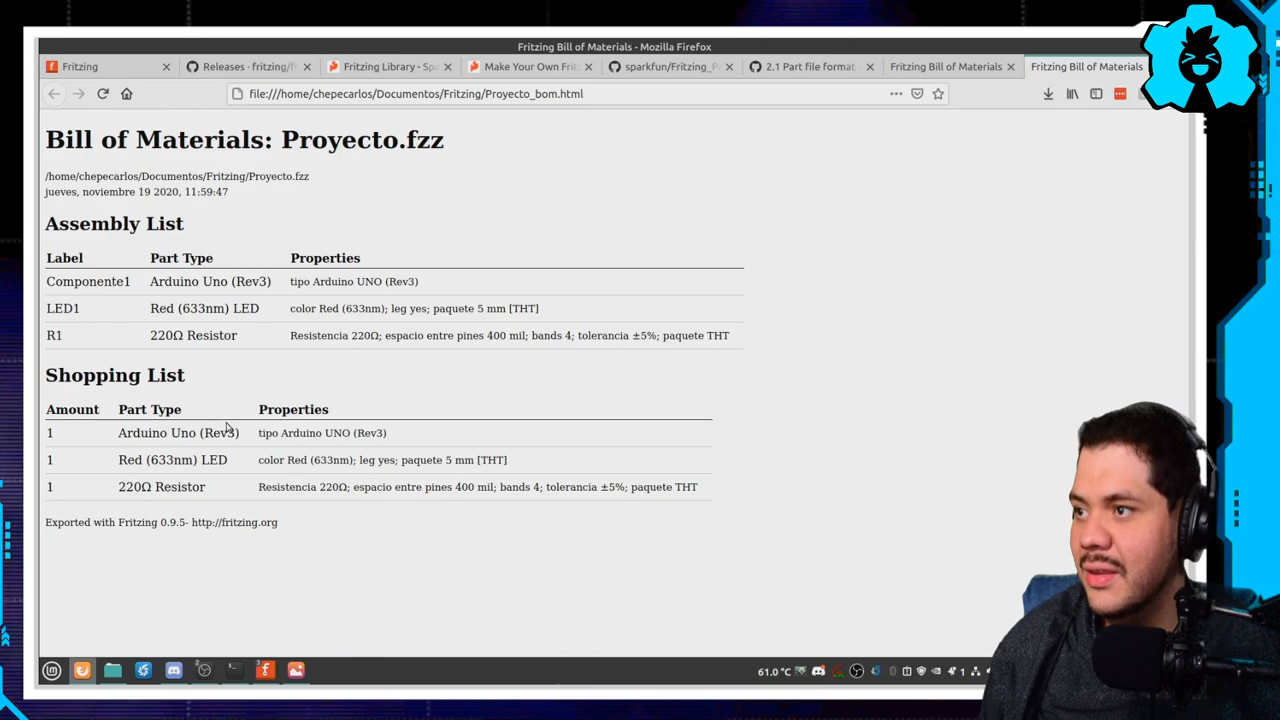 Fritzing Bill of Materials - Mozilla Firefox
Fritzing
Releases · fritzing/f
Fritzing Library - Spa
Make Your Own Frit
sparkfun/Fritzing_P
2.1 Part file format ·
Fritzing Bill of Materials
Fritzing Bill of Materials
file:///home/chepecarlos/Documentos/Fritzing/Proyecto_bom.html
Bill of Materials: Proyecto.fzz
/home/chepecarlos/Documentos/Fritzing/Proyecto.fzz
jueves, noviembre 19 2020, 11:59:47
Assembly List
Label Part Type Properties
Componente1 Arduino Uno (Rev3) tipo Arduino UNO (Rev3)
LED1 Red (633nm) LED color Red (633nm); leg yes; paquete 5 mm [THT]
R1 220Ω Resistor Resistencia 220Ω; espacio entre pines 400 mil; bands 4; tolerancia ±5%; paquete THT
Shopping List
Amount Part Type Properties
1 Arduino Uno (Rev3) tipo Arduino UNO (Rev3)
1 Red (633nm) LED color Red (633nm); leg yes; paquete 5 mm [THT]
1 220Ω Resistor Resistencia 220Ω; espacio entre pines 400 mil; bands 4; tolerancia ±5%; paquete THT
Exported with Fritzing 0.9.5- http://fritzing.org
61.0 °C 1